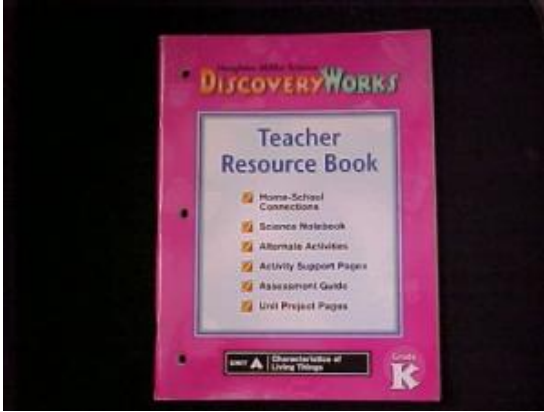 Houghton Mifflin Science
DISCOVERYWORKS
Teacher
Resource Book
Home-School
Connections
Science Notebook
Alternate Activities
Activity Support Pages
Assessment Guide
Unit Project Pages
UNIT A Characteristics of
Living Things
Grade
K